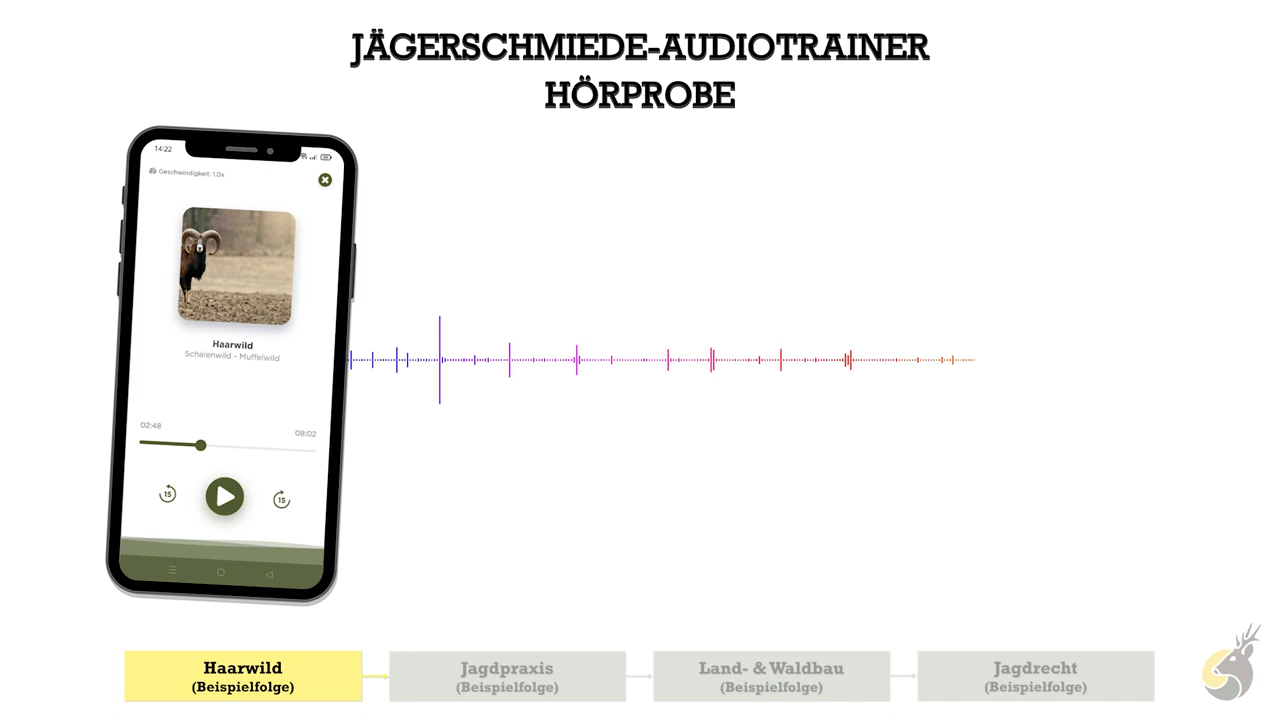 JÄGERSCHMIEDE-AUDIOTRAINER
HÖRPROBE
14:22
Geschwindigkeit: 1.0x
Haarwild
Schalenwild - Muffelwild
02:48
08:02
15
15
Haarwild
(Beispielfolge)
Jagdpraxis
(Beispielfolge)
Land- & Waldbau
(Beispielfolge)
Jagdrecht
(Beispielfolge)